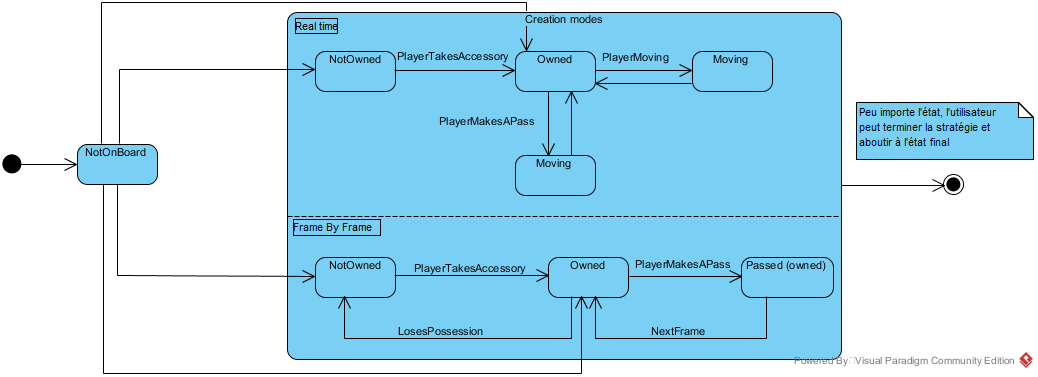 Creation modes
Real time
NotOwned
PlayerTakesAccessory
Owned
PlayerMoving
Moving
PlayerMakesAPass
Moving
NotOnBoard
Peu importe l'état, l'utilisateur
peut terminer la stratégie et
aboutir à l'état final
Frame By Frame
NotOwned
PlayerTakesAccessory
Owned
PlayerMakesAPass
Passed (owned)
LosesPossession
NextFrame
Powered By Visual Paradigm Community Edition